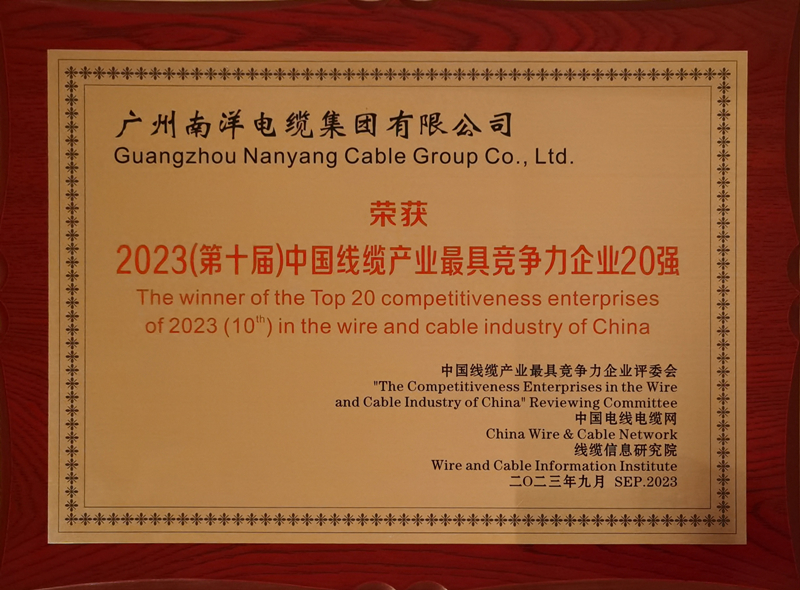 广州南洋电缆集团有限公司
Guangzhou Nanyang Cable Group Co., Ltd.
荣获
2023(第十届)中国线缆产业最具竞争力企业20强
The winner of the Top 20 competitiveness enterprises
of 2023 (10th) in the wire and cable industry of China
中国线缆产业最具竞争力企业评委会
"The Competitiveness Enterprises in the Wire
and Cable Industry of China" Reviewing Committee
中国电线电缆网
China Wire & Cable Network
线缆信息研究院
Wire and Cable Information Institute
二〇二三年九月 SEP.2023